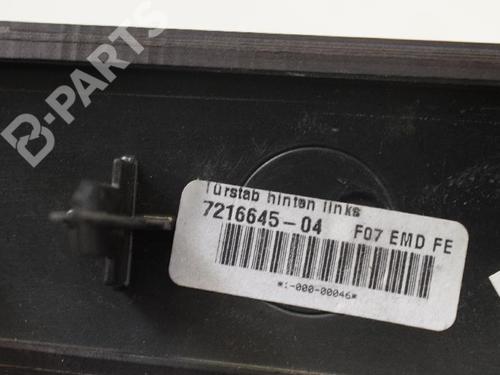 B-PARTS
Türstab hinten links
7216645-04 F07 EMD FE
*:-000-00046*